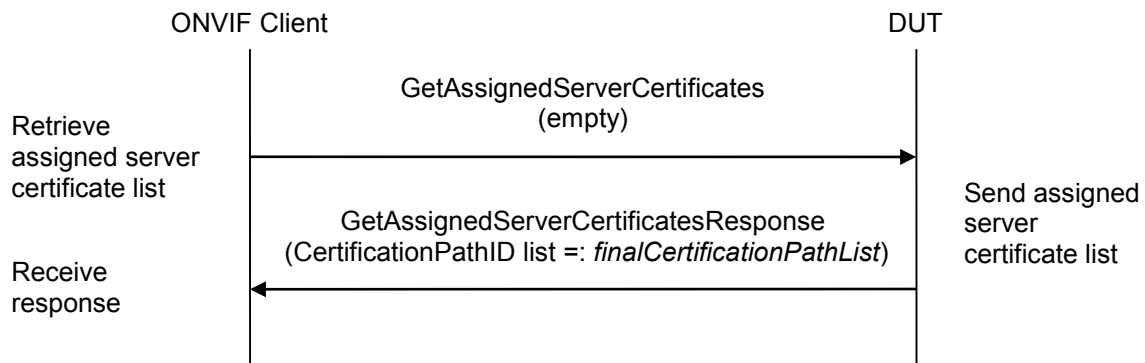 ONVIF Client
DUT
GetAssignedServerCertificates
(empty)
Retrieve
assigned server
certificate list
GetAssignedServerCertificatesResponse
(CertificationPathID list =: finalCertificationPathList)
Send assigned
server
certificate list
Receive
response